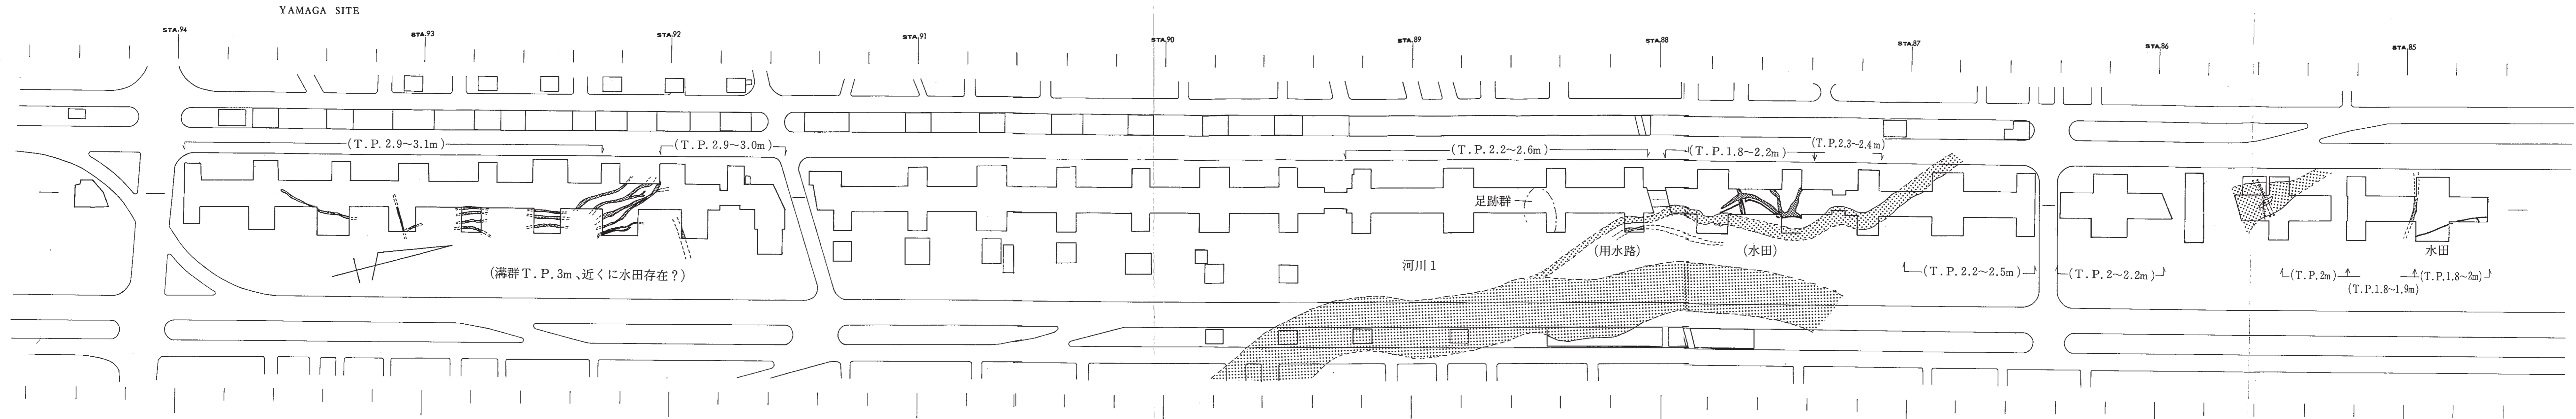 YAMAGA SITE
STA.94
STA.93
STA.92
STA.91
STA.90
STA.89
STA.88
STA.87
STA.86
STA.85
(T.P. 2.9~3.1m)
(T.P. 2.9~3.0m)
(T.P. 2.2~2.6m)
(T.P.1.8~2.2m)
(T.P.2.3~2.4m)
足跡群
(溝群T.P.3m、近くに水田存在?)
河川1
(用水路)
(水田)
水田
(T.P.2.2~2.5m)
(T.P.2~2.2m)
(T.P.2m)
(T.P.1.8~1.9m)
(T.P.1.8~2m)